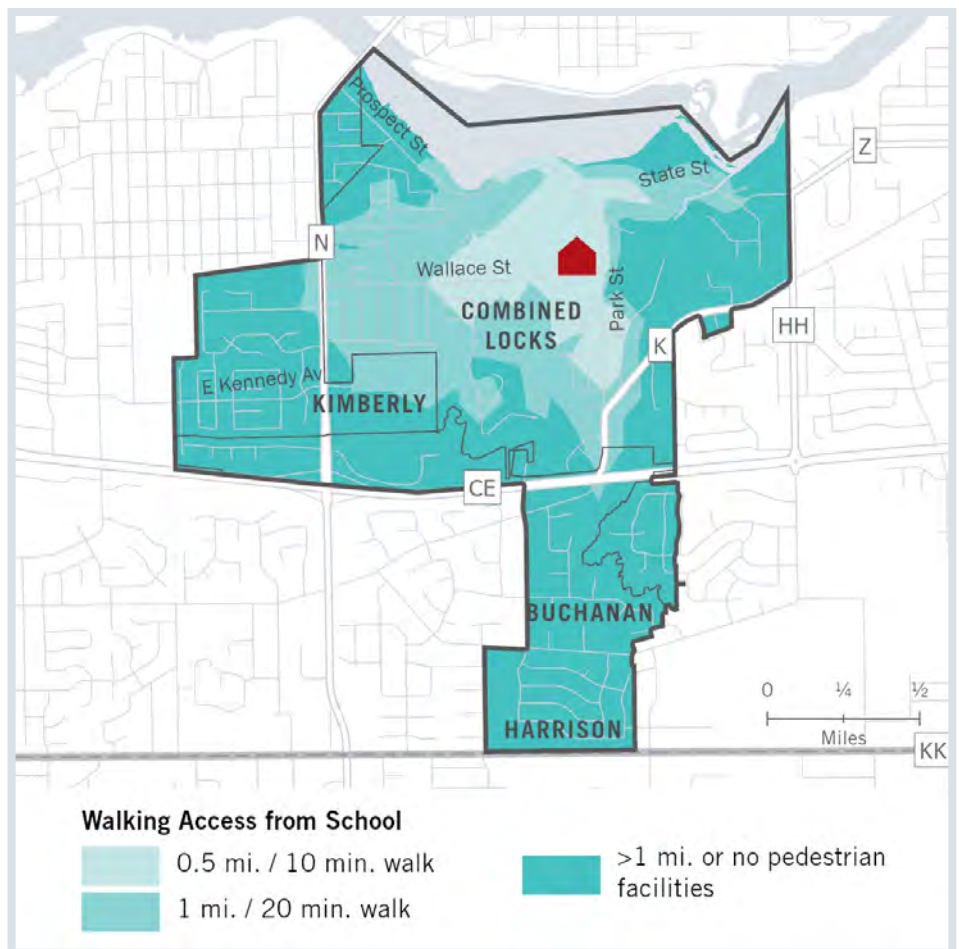 Prospect St
Z
State St
N
Wallace St
COMBINED
LOCKS
Park St
HH
K
E Kennedy Av
KIMBERLY
CE
BUCHANAN
0 ¼ ½
Miles
HARRISON
KK
Walking Access from School
0.5 mi. / 10 min. walk
1 mi. / 20 min. walk
>1 mi. or no pedestrian
facilities